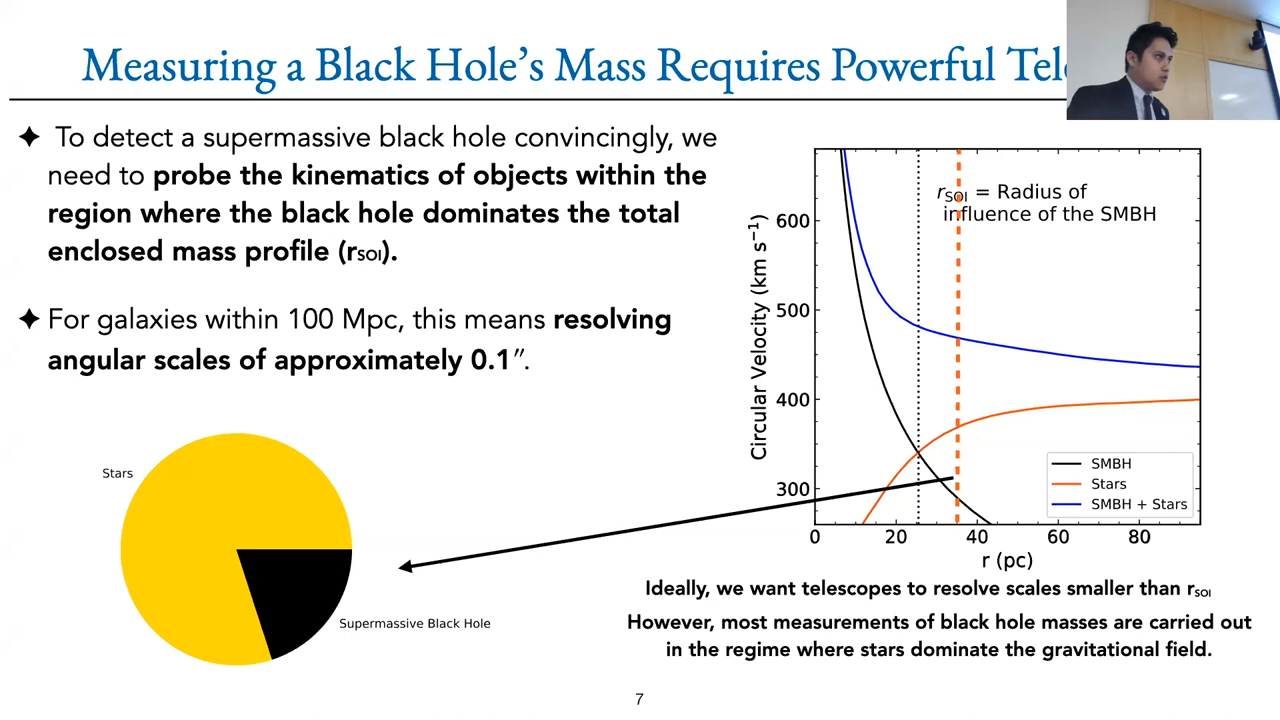 Measuring a Black Hole's Mass Requires Powerful
✦ To detect a supermassive black hole convincingly, we
need to probe the kinematics of objects within the
region where the black hole dominates the total
enclosed mass profile (rSOI).
✦ For galaxies within 100 Mpc, this means resolving
angular scales of approximately 0.1″.
Stars
Supermassive Black Hole
rSOI = Radius of
influence of the SMBH
Circular Velocity (km s⁻¹)
600
500
400
300
SMBH
Stars
SMBH + Stars
0 20 40 60 80
r (pc)
Ideally, we want telescopes to resolve scales smaller than rSOI
However, most measurements of black hole masses are carried out
in the regime where stars dominate the gravitational field.
7